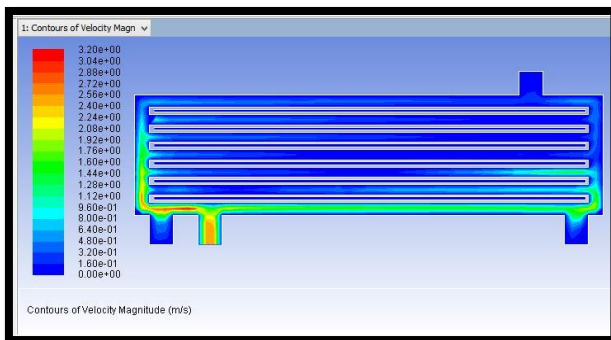 1: Contours of Velocity Magn
3.20e+00
3.04e+00
2.88e+00
2.72e+00
2.56e+00
2.40e+00
2.24e+00
2.08e+00
1.92e+00
1.76e+00
1.60e+00
1.44e+00
1.28e+00
1.12e+00
9.60e-01
8.00e-01
6.40e-01
4.80e-01
3.20e-01
1.60e-01
0.00e+00
Contours of Velocity Magnitude (m/s)